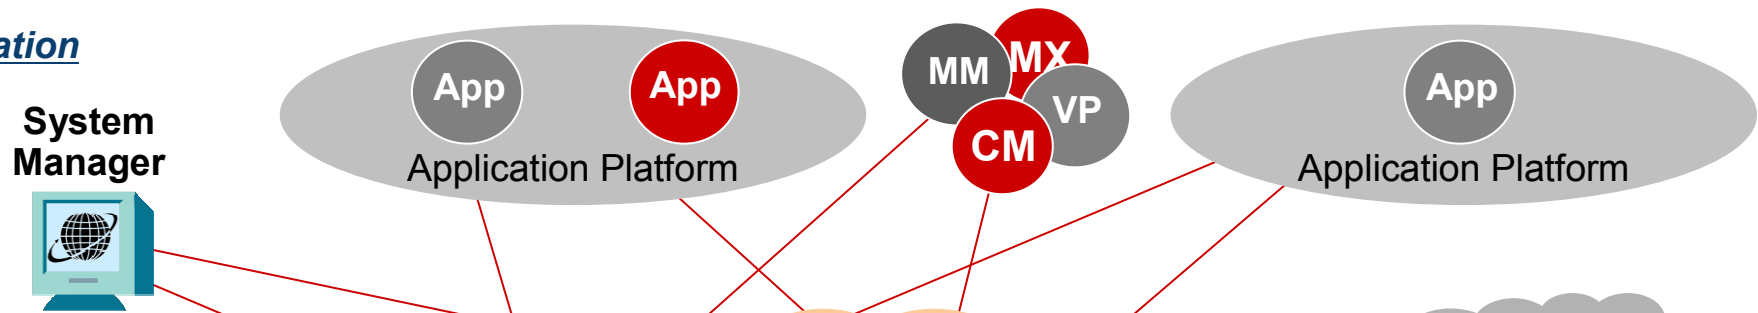 ation
System
Manager
App
App
Application Platform
MM
MX
VP
CM
App
Application Platform